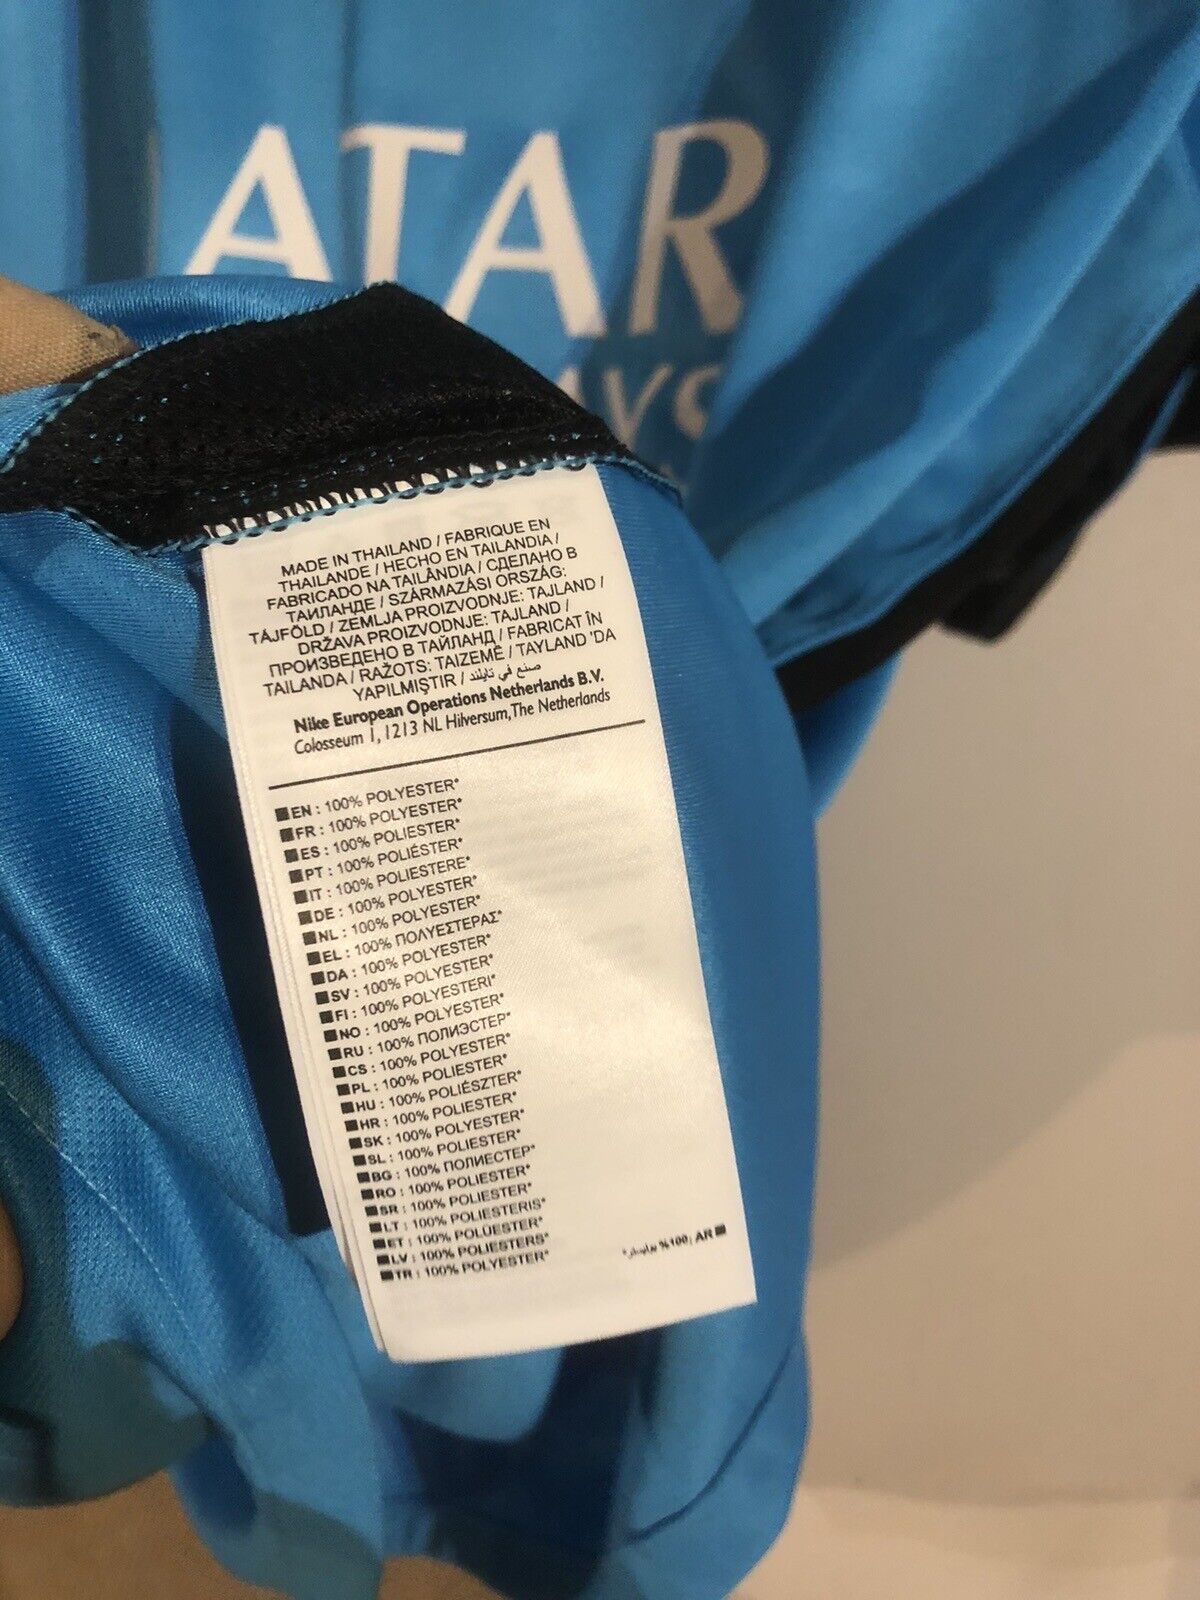 ATAR
MADE IN THAILAND / FABRIQUE EN
THAILANDE / HECHO EN TAILANDIA /
FABRICADO NA TAILÂNDIA / СДЕЛАНО В
ТАИЛАНДЕ / SZÁRMAZÁSI ORSZÁG:
TÁJFÖLD / ZEMLJA PROIZVODNJE: TAJLAND /
DRŽAVA PROIZVODNJE: TAJLAND /
ПРОИЗВЕДЕНО В ТАЙЛАНД / FABRICAT ÎN
TAILANDA / RAŽOTS: TAIZEMĒ / TAYLAND 'DA
YAPILMIŞTIR / صنع في تايلند
Nike European Operations Netherlands B.V.
Colosseum 1, 1213 NL Hilversum, The Netherlands
EN : 100% POLYESTER*
FR : 100% POLYESTER*
ES : 100% POLIESTER*
PT : 100% POLIÉSTER*
IT : 100% POLIESTERE*
DE : 100% POLYESTER*
NL : 100% POLYESTER*
EL : 100% ΠΟΛΥΕΣΤΕΡΑΣ*
DA : 100% POLYESTER*
SV : 100% POLYESTER*
FI : 100% POLYESTERI*
NO : 100% POLYESTER*
RU : 100% ПОЛИЭСТЕР*
CS : 100% POLYESTER*
PL : 100% POLIESTER*
HU : 100% POLIÉSZTER*
HR : 100% POLIESTER*
SK : 100% POLYESTER*
SL : 100% POLIESTER*
BG : 100% ПОЛИЕСТЕР*
RO : 100% POLIESTER*
SR : 100% POLIESTER*
LT : 100% POLIESTERIS*
ET : 100% POLÜESTER*
LV : 100% POLIESTERS*
TR : 100% POLYESTER*
AR : %100